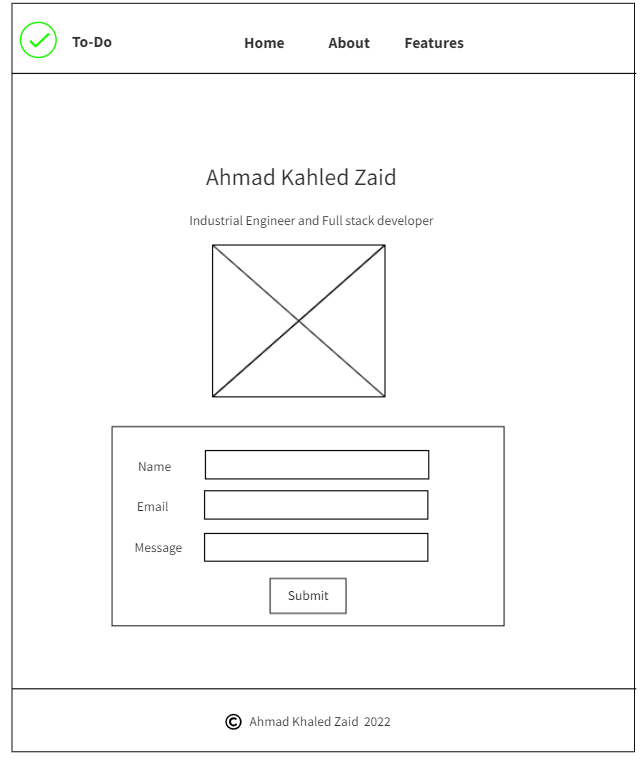 To-Do Home About Features
Ahmad Kahled Zaid
Industrial Engineer and Full stack developer
Name
Email
Message
Submit
© Ahmad Khaled Zaid 2022